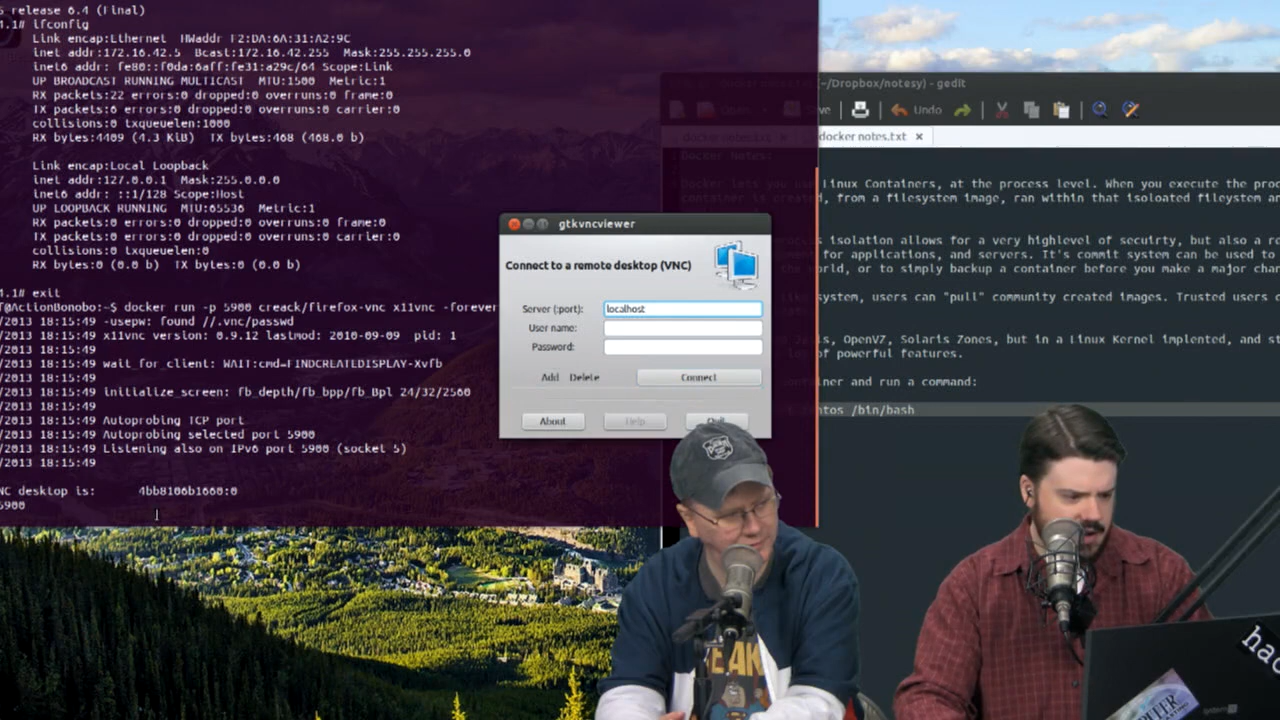 release 6.4 (Final)
4.1# ifconfig
Link encap:Ethernet HWaddr F2:DA:6A:31:A2:9C
inet addr:172.16.42.5 Bcast:172.16.42.255 Mask:255.255.255.0
inet6 addr: fe80::f0da:6aff:fe31:a29c/64 Scope:Link
UP BROADCAST RUNNING MULTICAST MTU:1500 Metric:1
RX packets:22 errors:0 dropped:0 overruns:0 frame:0
TX packets:6 errors:0 dropped:0 overruns:0 carrier:0
collisions:0 txqueuelen:1000
RX bytes:4409 (4.3 KiB) TX bytes:468 (468.0 b)
Link encap:Local Loopback
inet addr:127.0.0.1 Mask:255.0.0.0
inet6 addr: ::1/128 Scope:Host
UP LOOPBACK RUNNING MTU:65536 Metric:1
RX packets:0 errors:0 dropped:0 overruns:0 frame:0
TX packets:0 errors:0 dropped:0 overruns:0 carrier:0
collisions:0 txqueuelen:0
RX bytes:0 (0.0 b) TX bytes:0 (0.0 b)
4.1# exit
f@ActionBonobo:~$ docker run -p 5900 creack/firefox-vnc x11vnc -forever
/2013 18:15:49 -usepw: found //.vnc/passwd
/2013 18:15:49 x11vnc version: 0.9.12 lastmod: 2010-09-09 pid: 1
/2013 18:15:49
/2013 18:15:49 wait_for_client: WAIT:cmd=FINDCREATEDISPLAY-Xvfb
/2013 18:15:49
/2013 18:15:49 initialize_screen: fb_depth/fb_bpp/fb_Bpl 24/32/2560
/2013 18:15:49
/2013 18:15:49 Autoprobing TCP port
/2013 18:15:49 Autoprobing selected port 5900
/2013 18:15:49 Listening also on IPv6 port 5900 (socket 5)
/2013 18:15:49
NC desktop is: 4bb8106b1660:0
5900
gtkvncviewer
Connect to a remote desktop (VNC)
Server (:port): localhost
User name:
Password:
Add Delete Connect
About Help Quit
(~/Dropbox/notesy) - gedit
Open Undo
docker notes.txt × docker notes.txt ×
Docker Notes:
Docker lets you use Linux Containers, at the process level. When you execute the proc
container is created, from a filesystem image, ran within that isoloated fileystem an
isolation allows for a very highlevel of secuirty, but also a
for applications, and servers. It's commit system can be used to
world, or to simply backup a container before you make a major chan
system, users can "pull" community created images. Trusted users c
OpenVZ, Solaris Zones, but in a Linux Kernel implented, and
of powerful features.
and run a command:
/bin/bash